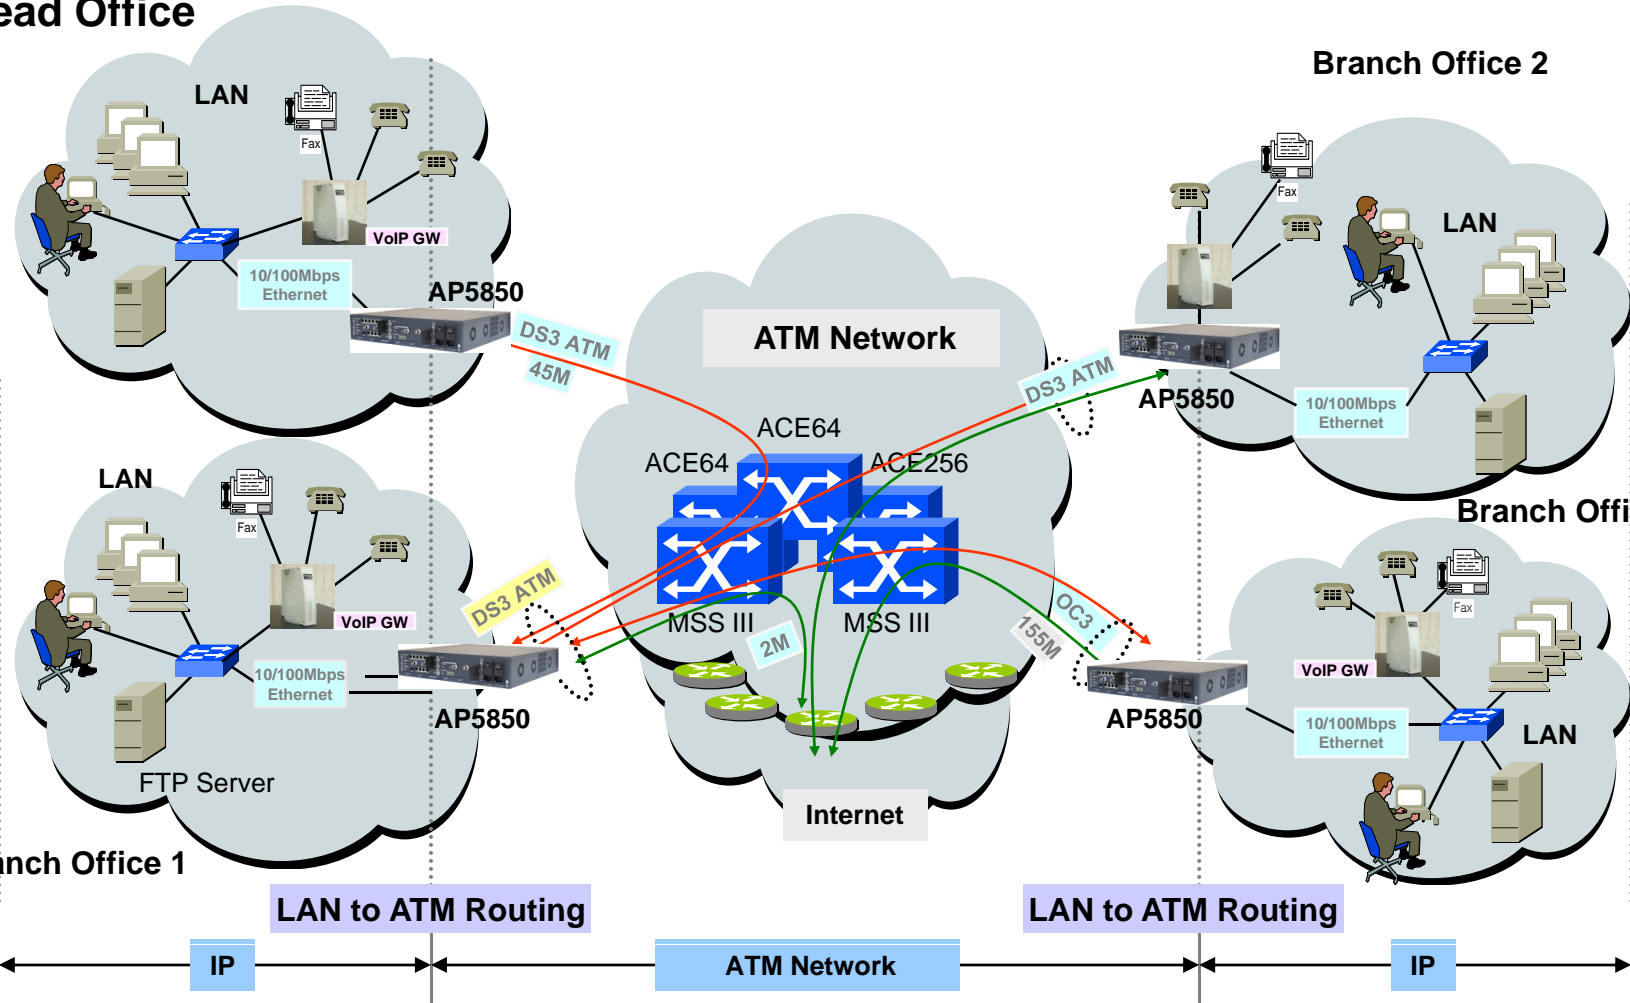 ead Office
LAN
Fax
VoIP GW
10/100Mbps
Ethernet
AP5850
DS3 ATM
45M
Branch Office 2
Fax
LAN
DS3 ATM
AP5850
10/100Mbps
Ethernet
ATM Network
ACE64
ACE64
ACE256
MSS III
MSS III
2M
Internet
LAN
Fax
VoIP GW
10/100Mbps
Ethernet
DS3 ATM
AP5850
FTP Server
anch Office 1
Branch Offi
OC3
155M
Fax
VoIP GW
AP5850
10/100Mbps
Ethernet
LAN
LAN to ATM Routing
LAN to ATM Routing
IP
ATM Network
IP